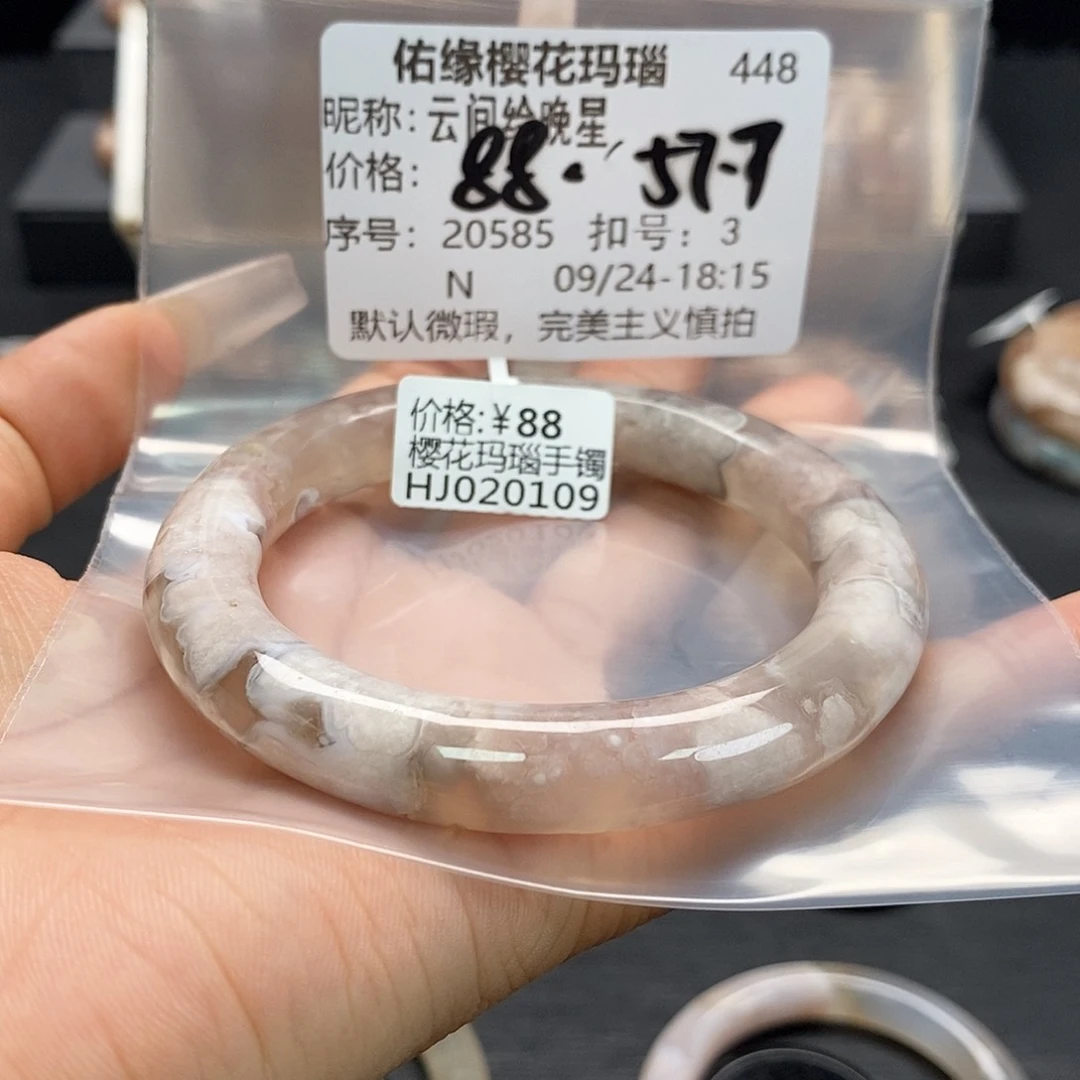 佑缘樱花玛瑙 448
昵称: 云间绘晚星
价格: 88. 57-7
序号: 20585 扣号: 3
N 09/24-18:15
默认微瑕，完美主义慎拍
价格:¥88
樱花玛瑙手镯
HJ020109